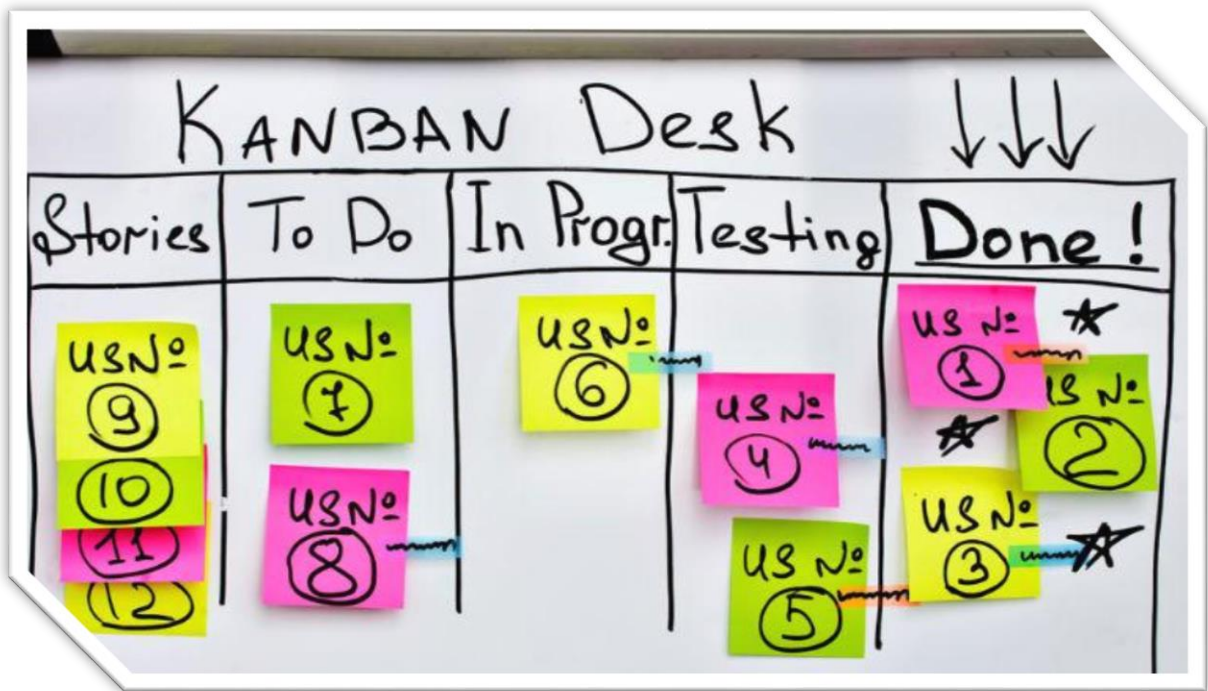 KANBAN Desk
Stories
To Do
In Progr.
Testing
Done!
US №
9
10
11
12
US №
7
US №
8
US №
6
US №
4
US №
5
US №
1
US №
2
US №
3